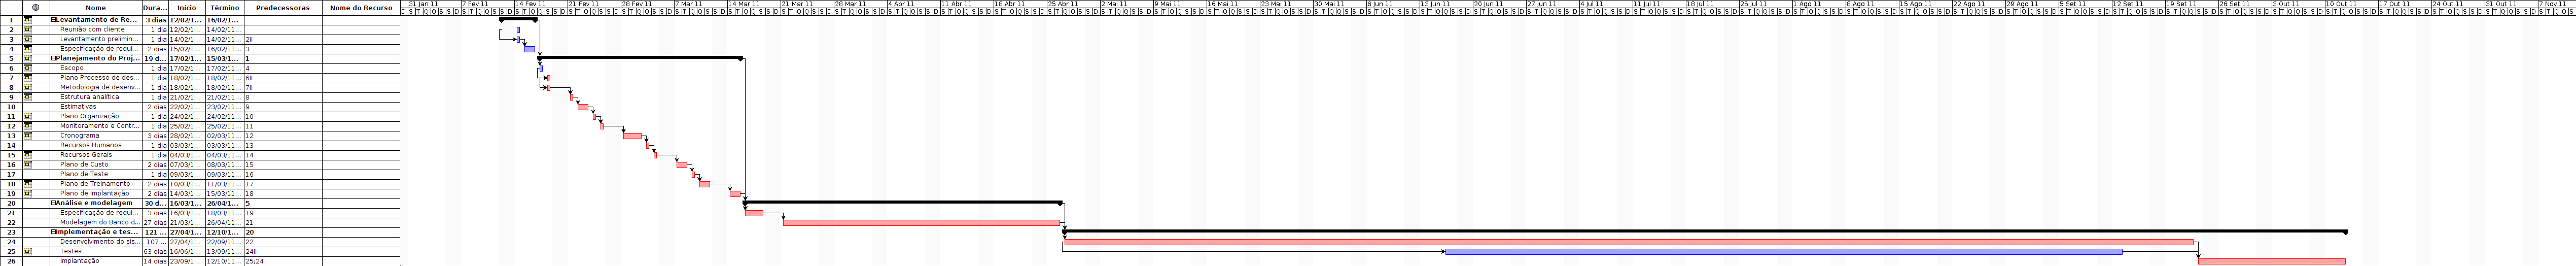 Nome Dura... Início Término Predecessoras Nome do Recurso
31 Jan 11 7 Fev 11 14 Fev 11 21 Fev 11 28 Fev 11 7 Mar 11 14 Mar 11 21 Mar 11 28 Mar 11 4 Abr 11 11 Abr 11 18 Abr 11 25 Abr 11 2 Mai 11 9 Mai 11 16 Mai 11 23 Mai 11 30 Mai 11 6 Jun 11 13 Jun 11 20 Jun 11 27 Jun 11 4 Jul 11 11 Jul 11 18 Jul 11 25 Jul 11 1 Ago 11 8 Ago 11 15 Ago 11 22 Ago 11 29 Ago 11 5 Set 11 12 Set 11 19 Set 11 26 Set 11 3 Out 11 10 Out 11 17 Out 11 24 Out 11 31 Out 11 7 Nov 11
1 Levantamento de Re... 3 dias 12/02/1... 16/02/1...
2 Reunião com cliente 1 dia 12/02/1... 14/02/11...
3 Levantamento prelimin... 1 dia 14/02/1... 14/02/11... 2II
4 Especificação de requi... 2 dias 15/02/1... 16/02/11... 3
5 Planejamento do Proj... 19 d... 17/02/1... 15/03/1... 1
6 Escopo 1 dia 17/02/1... 17/02/11... 4
7 Plano Processo de des... 1 dia 18/02/1... 18/02/11... 6II
8 Metodologia de desenv... 1 dia 18/02/1... 18/02/11... 7II
9 Estrutura analítica 1 dia 21/02/1... 21/02/11... 8
10 Estimativas 2 dias 22/02/1... 23/02/11... 9
11 Plano Organização 1 dia 24/02/1... 24/02/11... 10
12 Monitoramento e Contr... 1 dia 25/02/1... 25/02/11... 11
13 Cronograma 3 dias 28/02/1... 02/03/11... 12
14 Recursos Humanos 1 dia 03/03/1... 03/03/11... 13
15 Recursos Gerais 1 dia 04/03/1... 04/03/11... 14
16 Plano de Custo 2 dias 07/03/1... 08/03/11... 15
17 Plano de Teste 1 dia 09/03/1... 09/03/11... 16
18 Plano de Treinamento 2 dias 10/03/1... 11/03/11... 17
19 Plano de Implantação 2 dias 14/03/1... 15/03/11... 18
20 Análise e modelagem 30 d... 16/03/1... 26/04/1... 5
21 Especificação de requi... 3 dias 16/03/1... 18/03/11... 19
22 Modelagem do Banco d... 27 dias 21/03/1... 26/04/11... 21
23 Implementação e tes... 121 ... 27/04/1... 12/10/1... 20
24 Desenvolvimento do sis... 107 ... 27/04/1... 22/09/11... 22
25 Testes 63 dias 16/06/1... 13/09/11... 24II
26 Implantação 14 dias 23/09/1... 12/10/11... 25;24